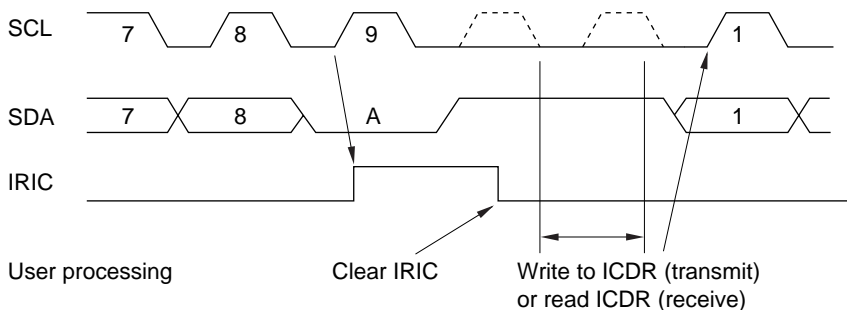 SCL 7 8 9 1
SDA 7 8 A 1
IRIC
User processing Clear IRIC Write to ICDR (transmit)
or read ICDR (receive)